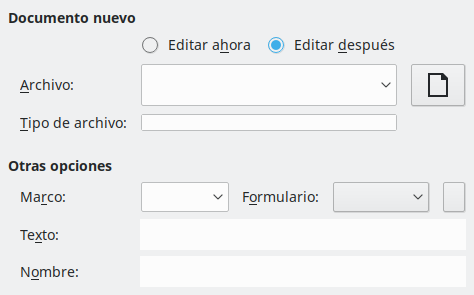 Documento nuevo
Editar ahora Editar después
Archivo:
Tipo de archivo:
Otras opciones
Marco: Formulario:
Texto:
Nombre: